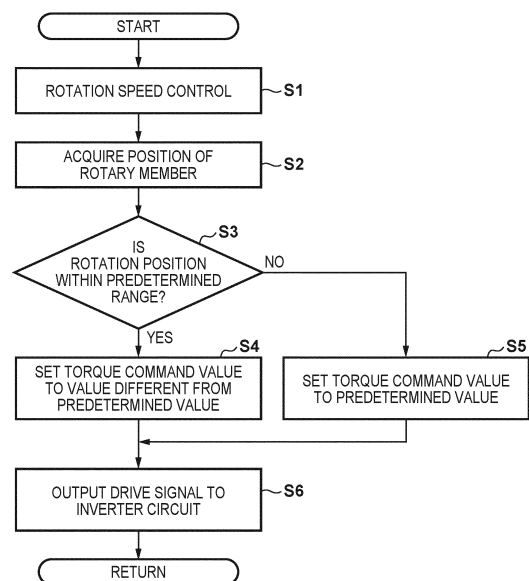 START
ROTATION SPEED CONTROL
S1
ACQUIRE POSITION OF
ROTARY MEMBER
S2
S3
IS
ROTATION POSITION
WITHIN PREDETERMINED
RANGE?
NO
YES
S4
SET TORQUE COMMAND VALUE
TO VALUE DIFFERENT FROM
PREDETERMINED VALUE
S5
SET TORQUE COMMAND VALUE
TO PREDETERMINED VALUE
OUTPUT DRIVE SIGNAL TO
INVERTER CIRCUIT
S6
RETURN